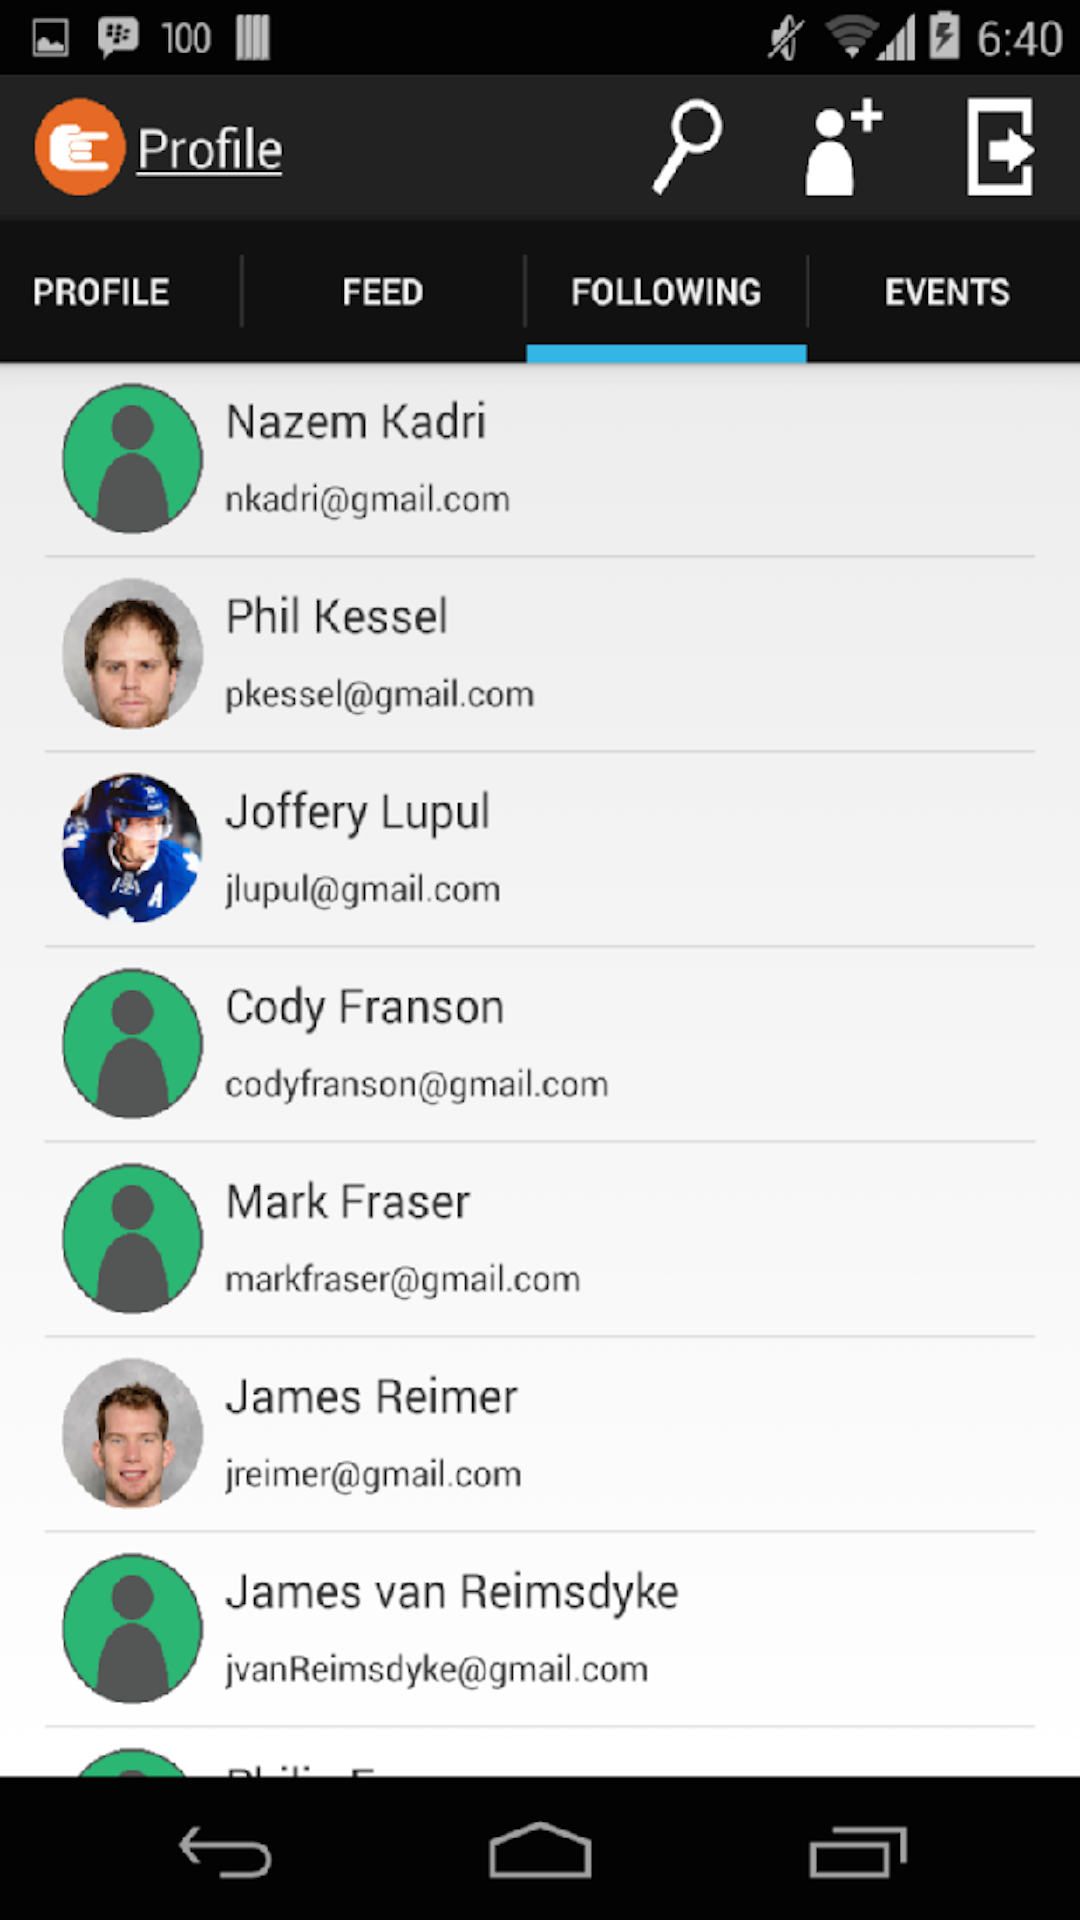 100 6:40
Profile
PROFILE FEED FOLLOWING EVENTS
Nazem Kadri
nkadri@gmail.com
Phil Kessel
pkessel@gmail.com
Joffery Lupul
jlupul@gmail.com
Cody Franson
codyfranson@gmail.com
Mark Fraser
markfraser@gmail.com
James Reimer
jreimer@gmail.com
James van Reimsdyke
jvanReimsdyke@gmail.com